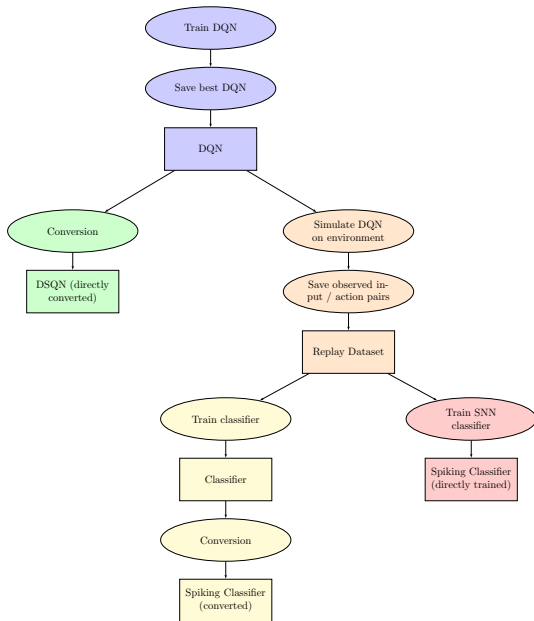 Train DQN
Save best DQN
DQN
Conversion
Simulate DQN
on environment
DSQN (directly
converted)
Save observed in-
put / action pairs
Replay Dataset
Train classifier
Train SNN
classifier
Classifier
Spiking Classifier
(directly trained)
Conversion
Spiking Classifier
(converted)